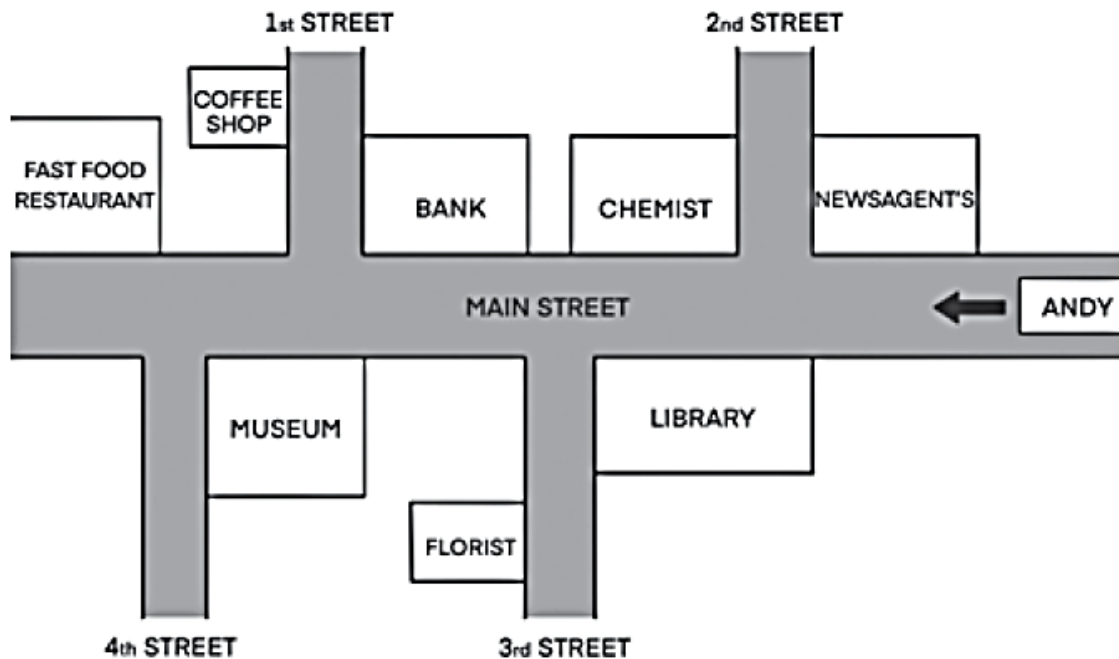 1st STREET
2nd STREET
COFFEE
SHOP
FAST FOOD
RESTAURANT
BANK
CHEMIST
NEWSAGENT'S
MAIN STREET
ANDY
MUSEUM
LIBRARY
FLORIST
4th STREET
3rd STREET